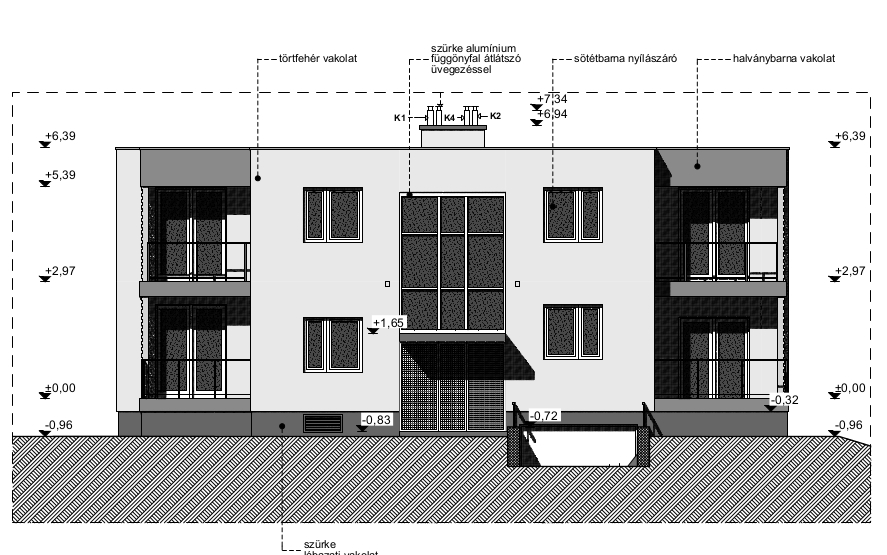 szürke alumínium
függönyfal átlátszó
üvegezéssel
törtfehér vakolat
sötétbarna nyílászáró
halványbarna vakolat
+7,34
+6,94
K1
K4
K2
+6,39
+6,39
+5,39
+5,39
+2,97
+2,97
+1,65
±0,00
±0,00
-0,32
-0,96
-0,83
-0,72
-0,96
szürke
lábazati vakolat